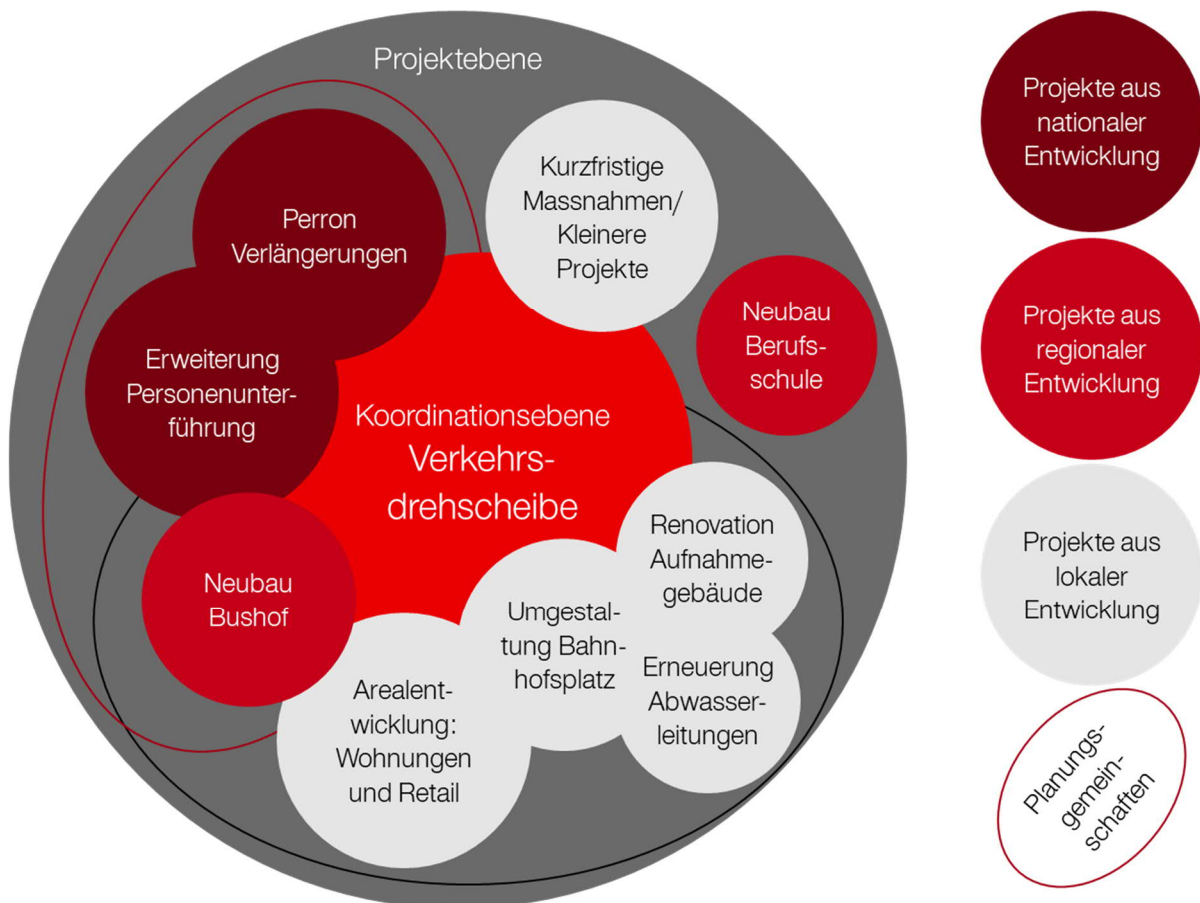 Projektebene
Perron
Verlängerungen
Kurzfristige
Massnahmen/
Kleinere
Projekte
Neubau
Berufs-
schule
Erweiterung
Personenunter-
führung
Koordinationsebene
Verkehrs-
drehscheibe
Neubau
Bushof
Renovation
Aufnahme-
gebäude
Umgestal-
tung Bahn-
hofsplatz
Erneuerung
Abwasser-
leitungen
Arealent-
wicklung:
Wohnungen
und Retail
Projekte aus
nationaler
Entwicklung
Projekte aus
regionaler
Entwicklung
Projekte aus
lokaler
Entwicklung
Planungs-
gemein-
schaften